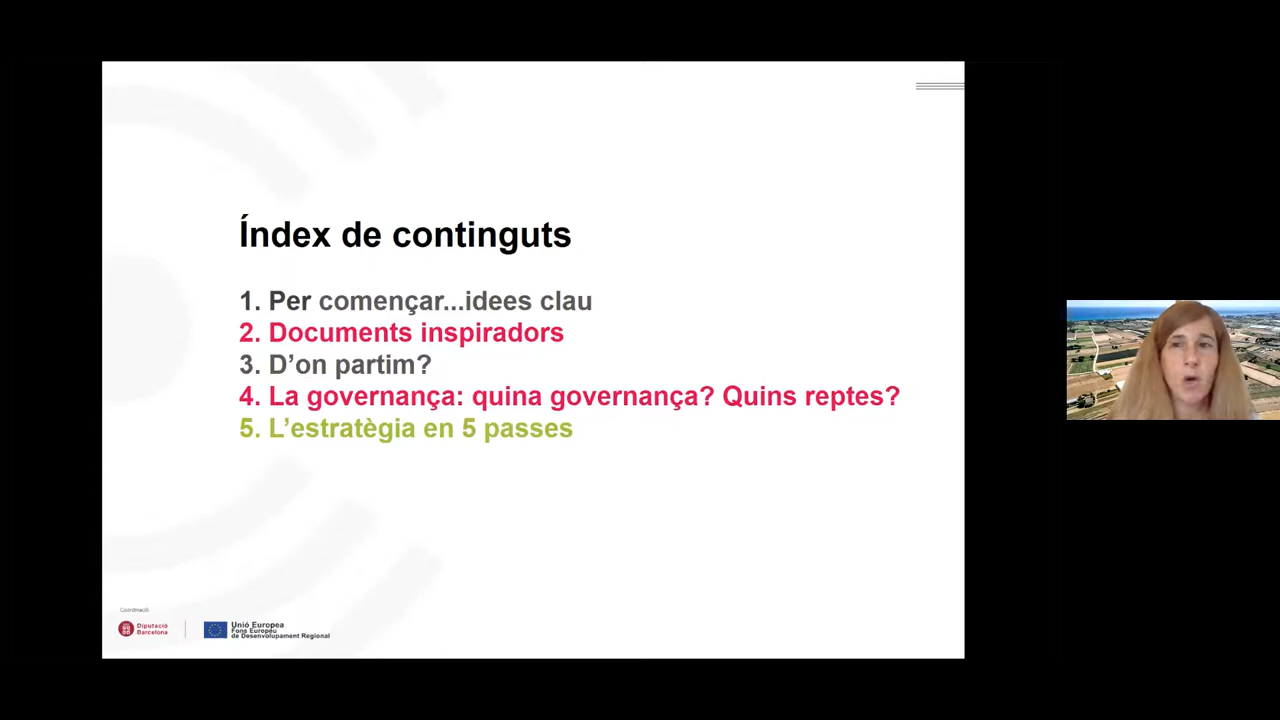 Índex de continguts
1. Per començar...idees clau
2. Documents inspiradors
3. D’on partim?
4. La governança: quina governança? Quins reptes?
5. L’estratègia en 5 passes
Coordinació
Diputació
Barcelona
Unió Europea
Fons Europeu
de Desenvolupament Regional